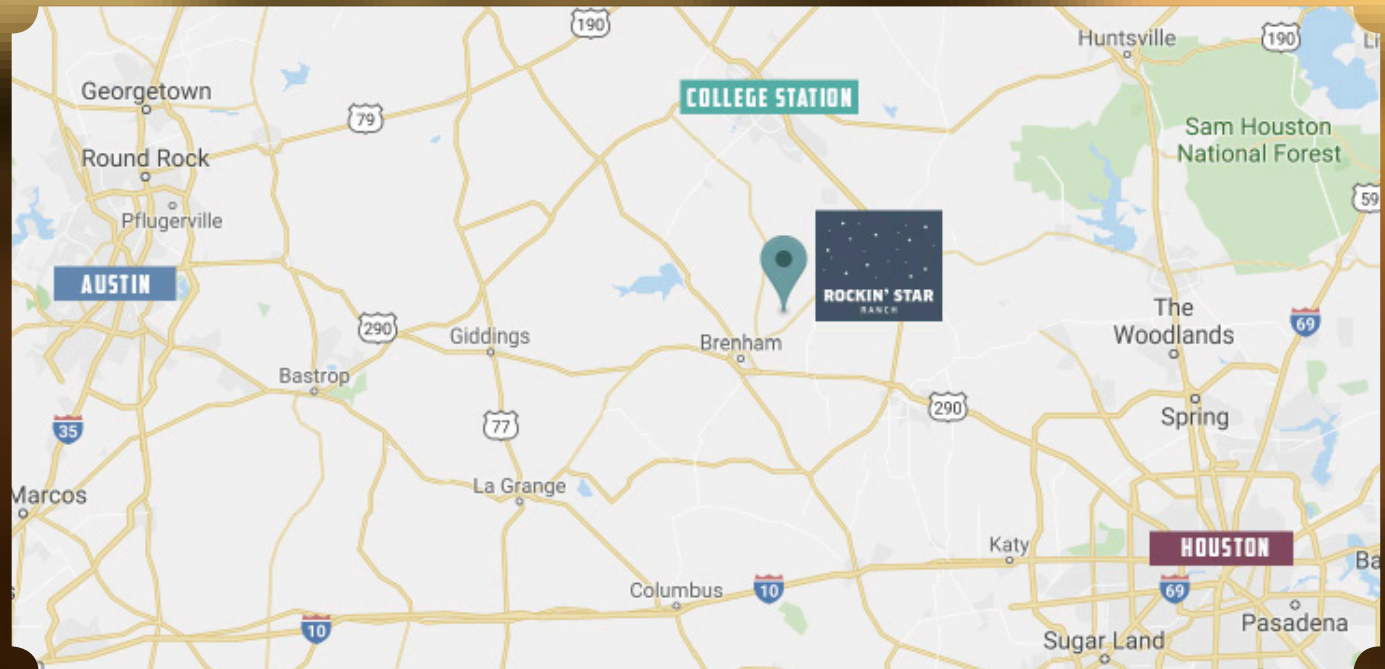 190
Huntsville
190
Georgetown
79
COLLEGE STATION
Sam Houston
National Forest
Round Rock
59
Pflugerville
AUSTIN
ROCKIN' STAR
RANCH
290
Giddings
Brenham
The
Woodlands
69
Bastrop
290
Spring
35
77
La Grange
Marcos
Katy
HOUSTON
Columbus
10
69
10
Pasadena
Sugar Land